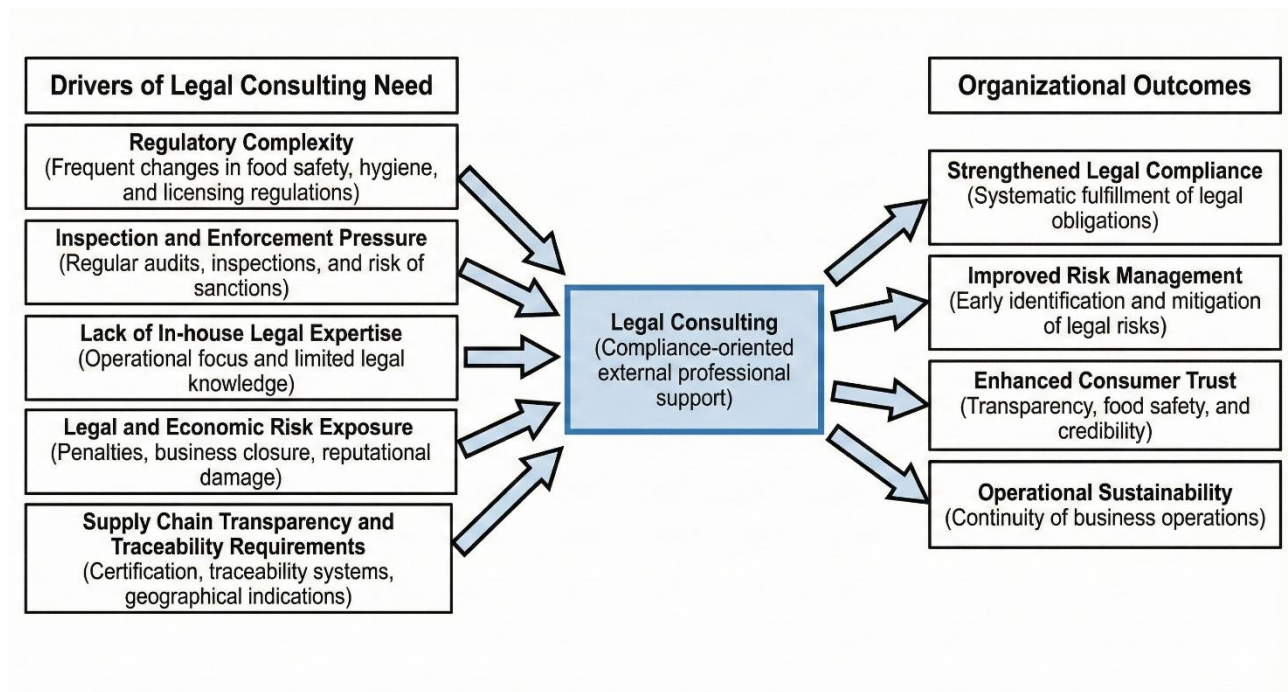 Drivers of Legal Consulting Need
Regulatory Complexity
(Frequent changes in food safety, hygiene,
and licensing regulations)
Inspection and Enforcement Pressure
(Regular audits, inspections, and risk of
sanctions)
Lack of In-house Legal Expertise
(Operational focus and limited legal
knowledge)
Legal and Economic Risk Exposure
(Penalties, business closure, reputational
damage)
Supply Chain Transparency and
Traceability Requirements
(Certification, traceability systems,
geographical indications)
Legal Consulting
(Compliance-oriented
external professional
support)
Organizational Outcomes
Strengthened Legal Compliance
(Systematic fulfillment of legal
obligations)
Improved Risk Management
(Early identification and mitigation
of legal risks)
Enhanced Consumer Trust
(Transparency, food safety, and
credibility)
Operational Sustainability
(Continuity of business operations)